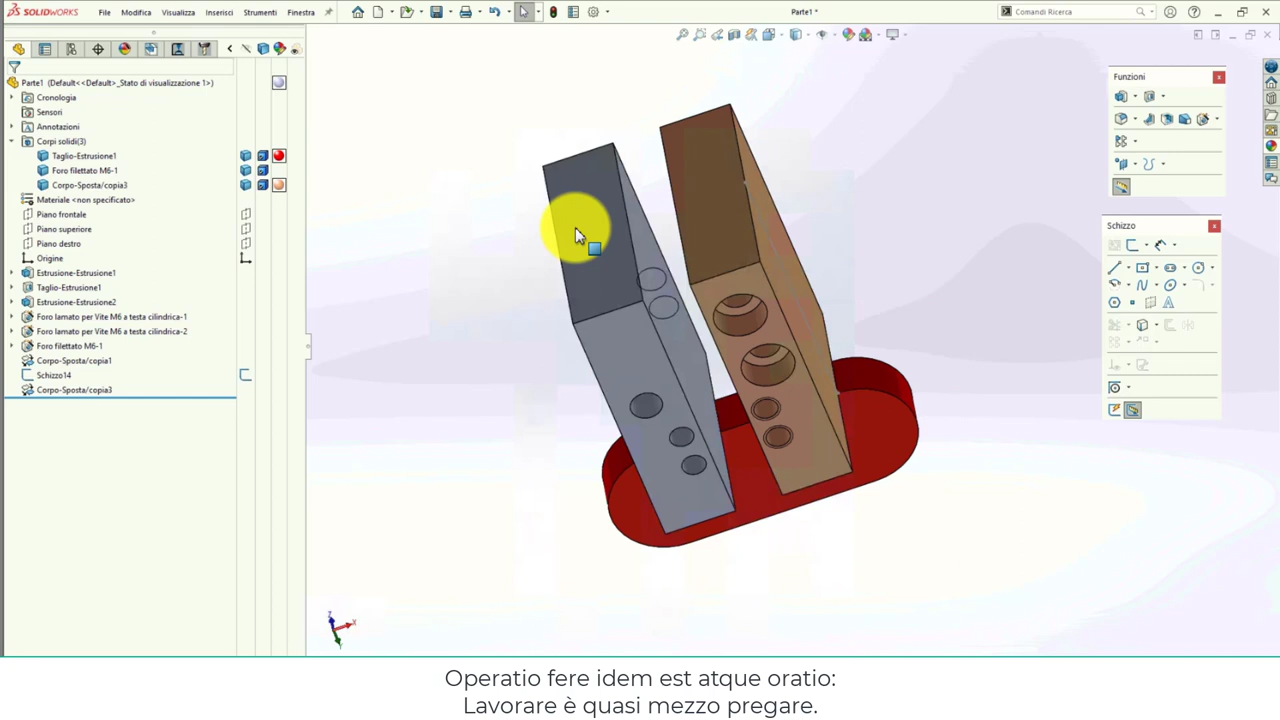 SOLIDWORKS File Modifica Visualizza Inserisci Strumenti Finestra Parte1 * Comandi Ricerca
Parte1 (Default<<Default>_Stato di visualizzazione 1>)
Cronologia
Sensori
Annotazioni
Corpi solidi(3)
Taglio-Estrusione1
Foro filettato M6-1
Corpo-Sposta/copia3
Materiale <non specificato>
Piano frontale
Piano superiore
Piano destro
Origine
Estrusione-Estrusione1
Taglio-Estrusione1
Estrusione-Estrusione2
Foro lamato per Vite M6 a testa cilindrica-1
Foro lamato per Vite M6 a testa cilindrica-2
Foro filettato M6-1
Corpo-Sposta/copia1
Schizzo14
Corpo-Sposta/copia3
Funzioni
Schizzo
Z
X
Y
Operatio fere idem est atque oratio:
Lavorare è quasi mezzo pregare.